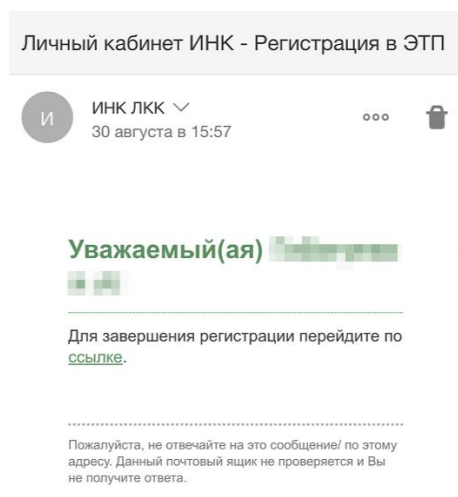 Личный кабинет ИНК - Регистрация в ЭТП
И
ИНК ЛКК
30 августа в 15:57
Уважаемый(ая)
Для завершения регистрации перейдите по
ссылке.
Пожалуйста, не отвечайте на это сообщение/ по этому
адресу. Данный почтовый ящик не проверяется и Вы
не получите ответа.